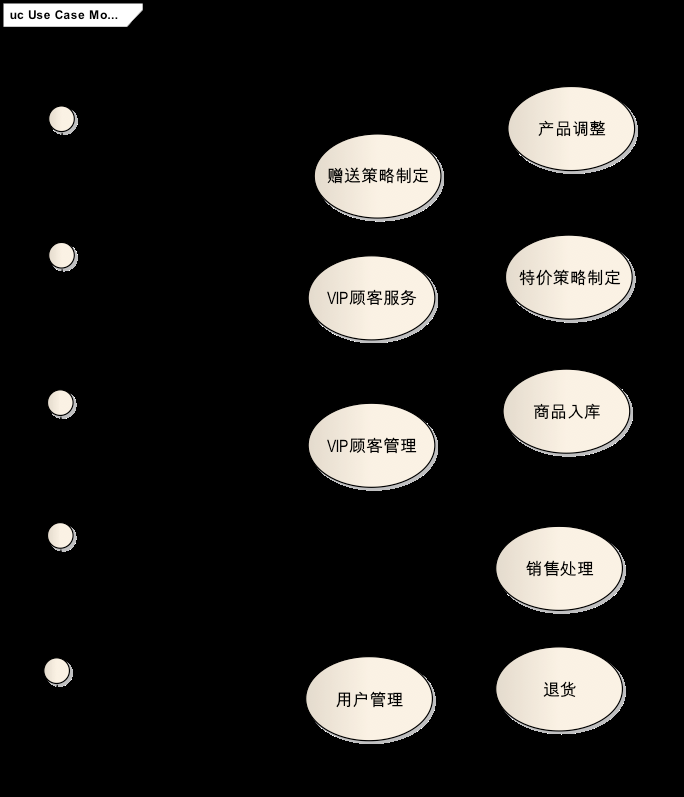 uc Use Case Mo...
产品调整
赠送策略制定
特价策略制定
VIP顾客服务
商品入库
VIP顾客管理
销售处理
退货
用户管理